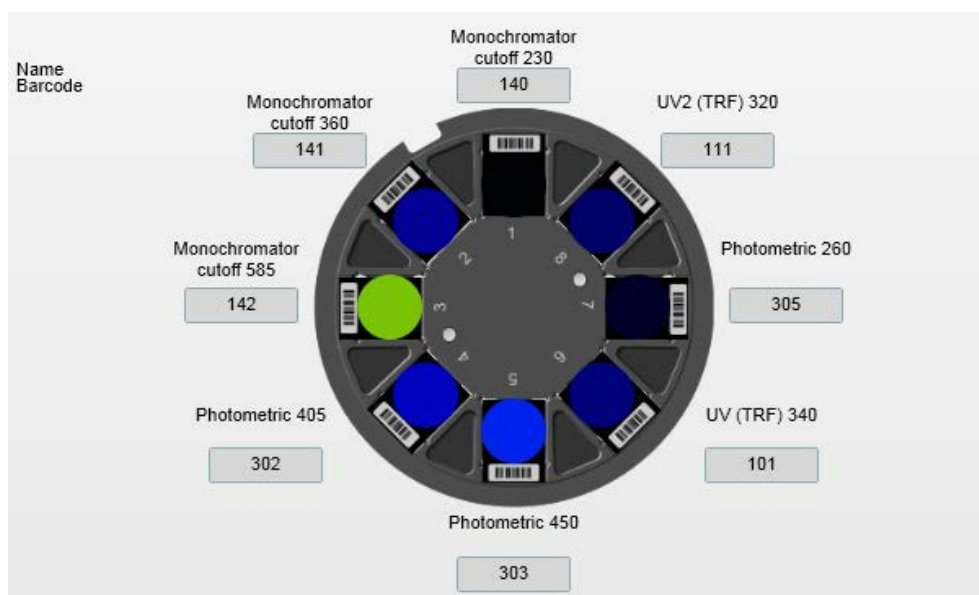 Monochromator
cutoff 230
Name
Barcode
140
Monochromator
cutoff 360
UV2 (TRF) 320
141
111
1
2
8
Monochromator
cutoff 585
Photometric 260
142
305
3
7
4
6
5
Photometric 405
UV (TRF) 340
302
101
Photometric 450
303